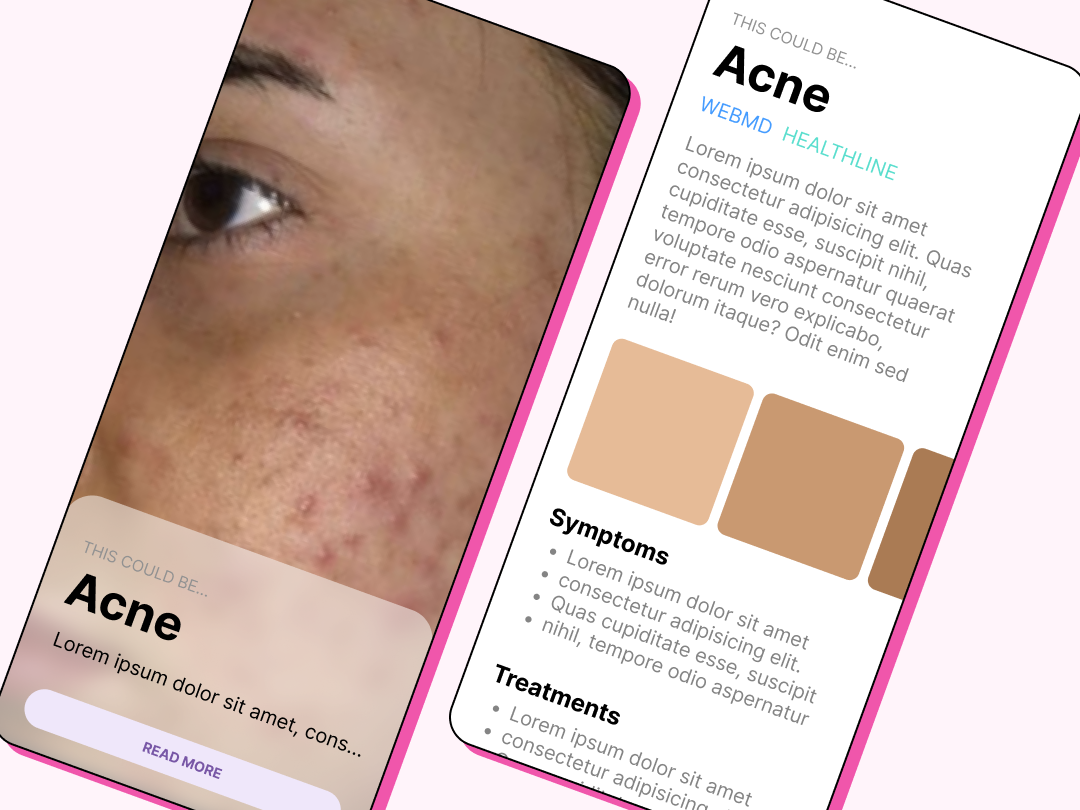 THIS COULD BE...
Acne
Lorem ipsum dolor sit amet, cons...
READ MORE
THIS COULD BE...
Acne
WEBMD HEALTHLINE
Lorem ipsum dolor sit amet
consectetur adipisicing elit. Quas
cupiditate esse, suscipit nihil,
tempore odio aspernatur quaerat
voluptate nesciunt consectetur
error rerum vero explicabo,
dolorum itaque? Odit enim sed
nulla!
Symptoms
• Lorem ipsum dolor sit amet
• consectetur adipisicing elit.
• Quas cupiditate esse, suscipit
• nihil, tempore odio aspernatur
Treatments
• Lorem ipsum dolor sit amet
• consectetur adipisicing